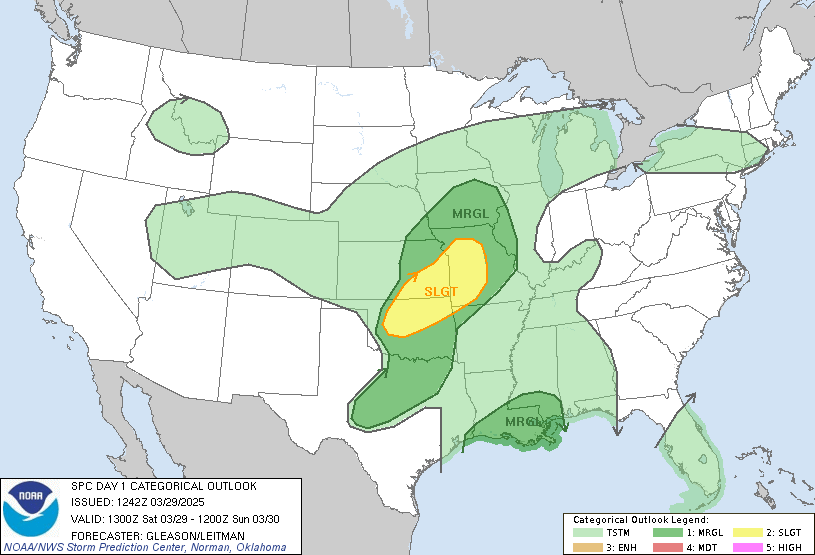 MRGL
SLGT
MRGL
NOAA
SPC DAY 1 CATEGORICAL OUTLOOK
ISSUED: 1242Z 03/29/2025
VALID: 1300Z Sat 03/29 - 1200Z Sun 03/30
FORECASTER: GLEASON/LEITMAN
NOAA/NWS Storm Prediction Center, Norman, Oklahoma
Categorical Outlook Legend:
TSTM 1: MRGL 2: SLGT
3: ENH 4: MDT 5: HIGH